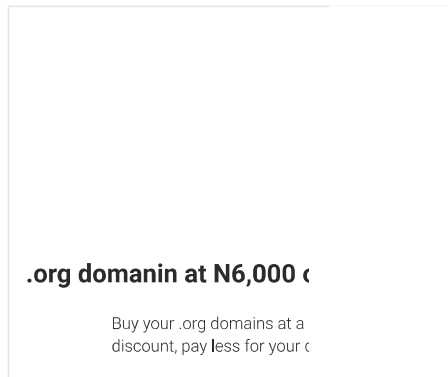 .org domanin at N6,000
Buy your .org domains at a
discount, pay less for your